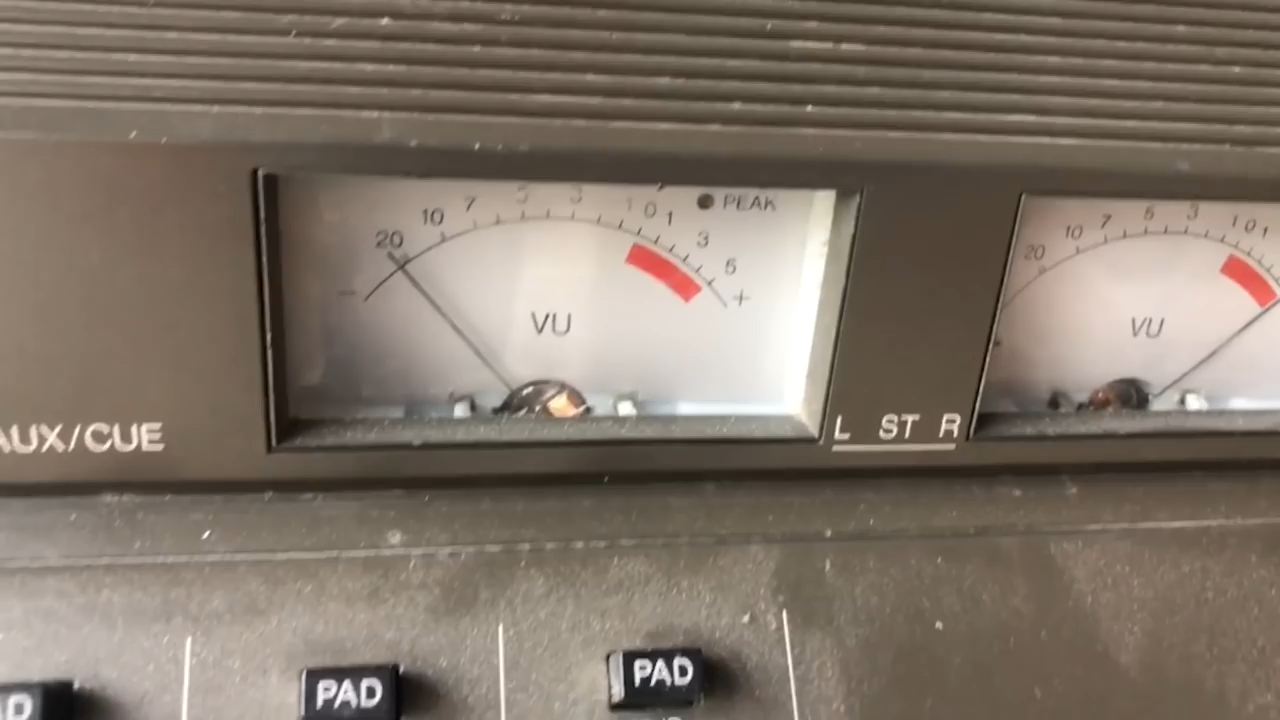 20 10 7 5 3 1 0 1 3 5
PEAK
- +
VU
20 10 7 5 3 1 0 1
VU
AUX/CUE
L ST R
PAD
PAD